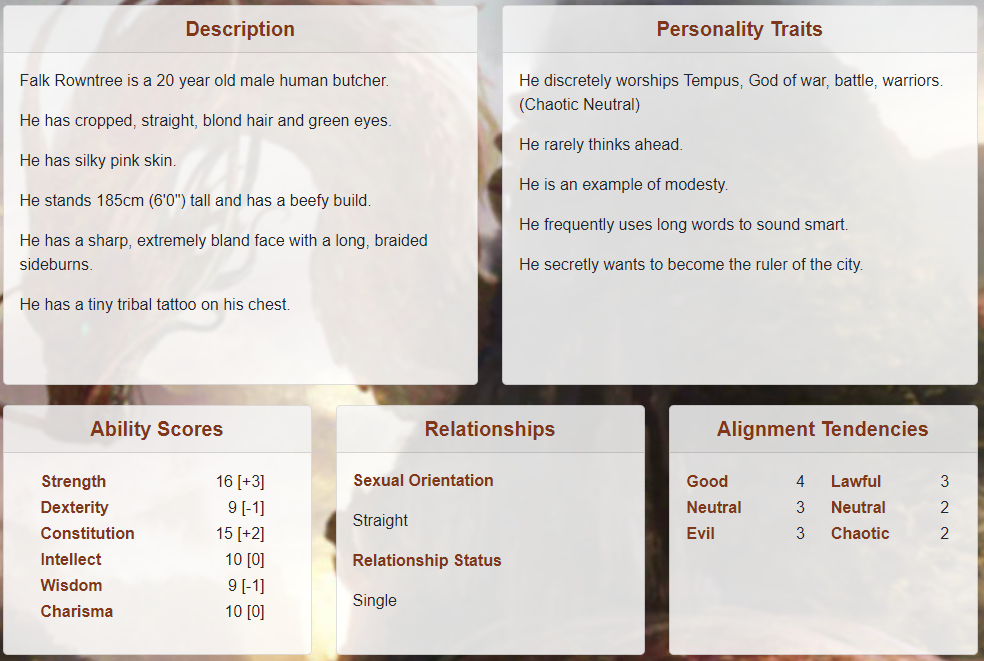 Description
Falk Rowntree is a 20 year old male human butcher.
He has cropped, straight, blond hair and green eyes.
He has silky pink skin.
He stands 185cm (6'0") tall and has a beefy build.
He has a sharp, extremely bland face with a long, braided
sideburns.
He has a tiny tribal tattoo on his chest.
Personality Traits
He discretely worships Tempus, God of war, battle, warriors.
(Chaotic Neutral)
He rarely thinks ahead.
He is an example of modesty.
He frequently uses long words to sound smart.
He secretly wants to become the ruler of the city.
Ability Scores
Strength 16 [+3]
Dexterity 9 [-1]
Constitution 15 [+2]
Intellect 10 [0]
Wisdom 9 [-1]
Charisma 10 [0]
Relationships
Sexual Orientation
Straight
Relationship Status
Single
Alignment Tendencies
Good 4 Lawful 3
Neutral 3 Neutral 2
Evil 3 Chaotic 2